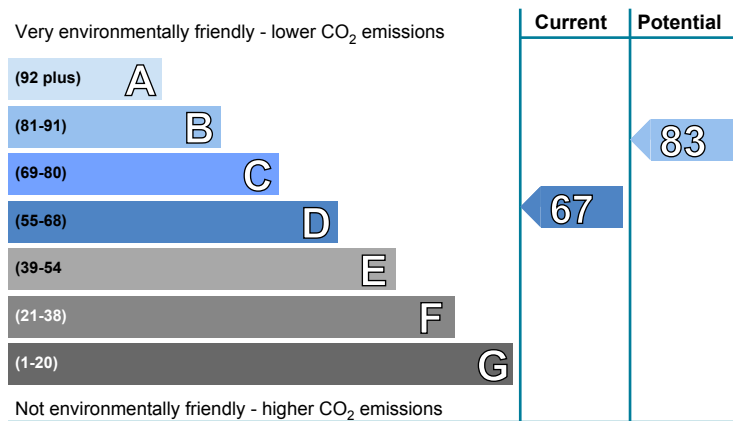 Current Potential
Very environmentally friendly - lower CO2 emissions
(92 plus) A
(81-91) B
83
(69-80) C
(55-68) D
67
(39-54 E
(21-38) F
(1-20) G
Not environmentally friendly - higher CO2 emissions